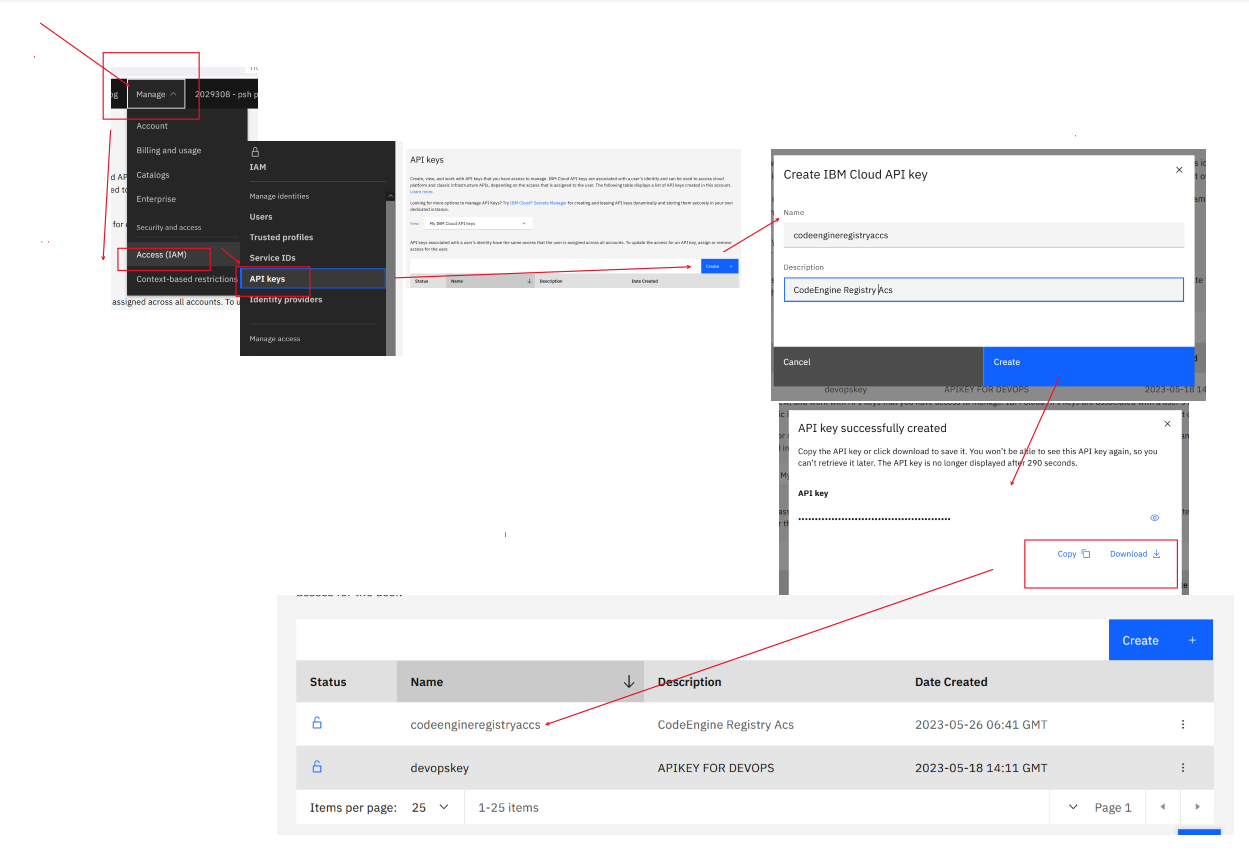 Manage
2029308 - psh p
Account
Billing and usage
Catalogs
Enterprise
Security and access
Access (IAM)
Context-based restrictions
assigned across all accounts. To u
IAM
Manage identities
Users
Trusted profiles
Service IDs
API keys
Identity providers
Manage access
API keys
Create, view, and work with API keys that you have access to manage. IBM Cloud API keys are associated with a user's identity and can be used to access cloud
platform and classic infrastructure APIs, depending on the access that is assigned to the user. The following table displays a list of API keys created in this account.
Learn more.
Looking for more options to manage API Keys? Try IBM Cloud® Secrets Manager for creating and leasing API keys dynamically and storing them securely in your own
dedicated instance.
View: My IBM Cloud API keys
API keys associated with a user's identity have the same access that the user is assigned across all accounts. To update the access for an API key, assign or remove
access for the user.
Create +
Status Name Description Date Created
Create IBM Cloud API key
Name
codeengineregistryaccs
Description
CodeEngine Registry Acs
Cancel Create
devopskey APIKEY FOR DEVOPS 2023-05-18 14
API key successfully created
Copy the API key or click download to save it. You won't be able to see this API key again, so you
can't retrieve it later. The API key is no longer displayed after 290 seconds.
API key
Copy Download
Create +
Status Name Description Date Created
codeengineregistryaccs CodeEngine Registry Acs 2023-05-26 06:41 GMT
devopskey APIKEY FOR DEVOPS 2023-05-18 14:11 GMT
Items per page: 25 1-25 items Page 1